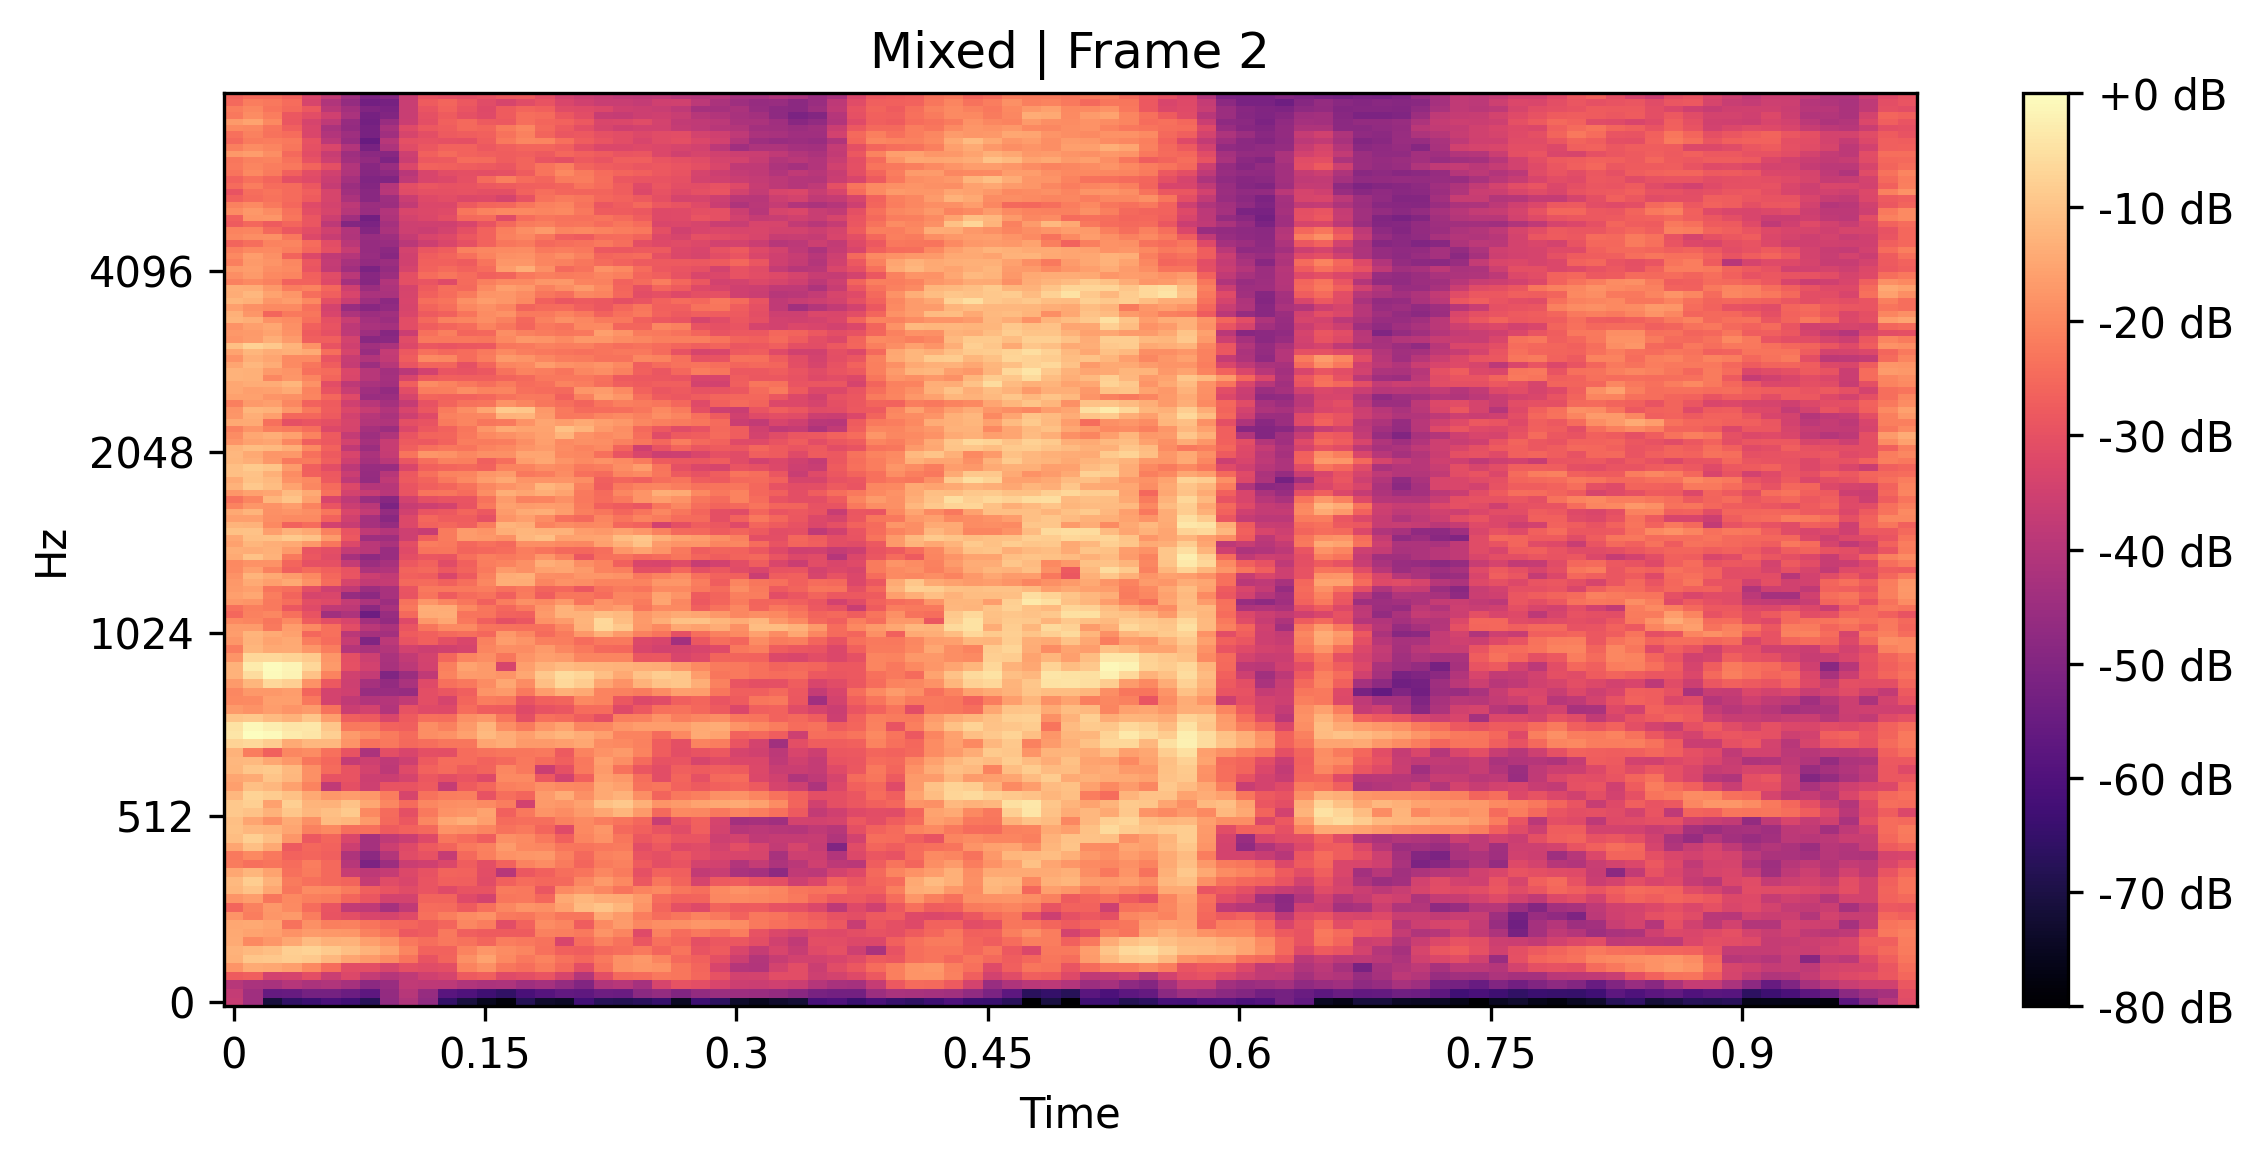 Mixed | Frame 2
+0 dB
-10 dB
-20 dB
-30 dB
-40 dB
-50 dB
-60 dB
-70 dB
-80 dB
Hz
4096
2048
1024
512
0
0 0.15 0.3 0.45 0.6 0.75 0.9
Time